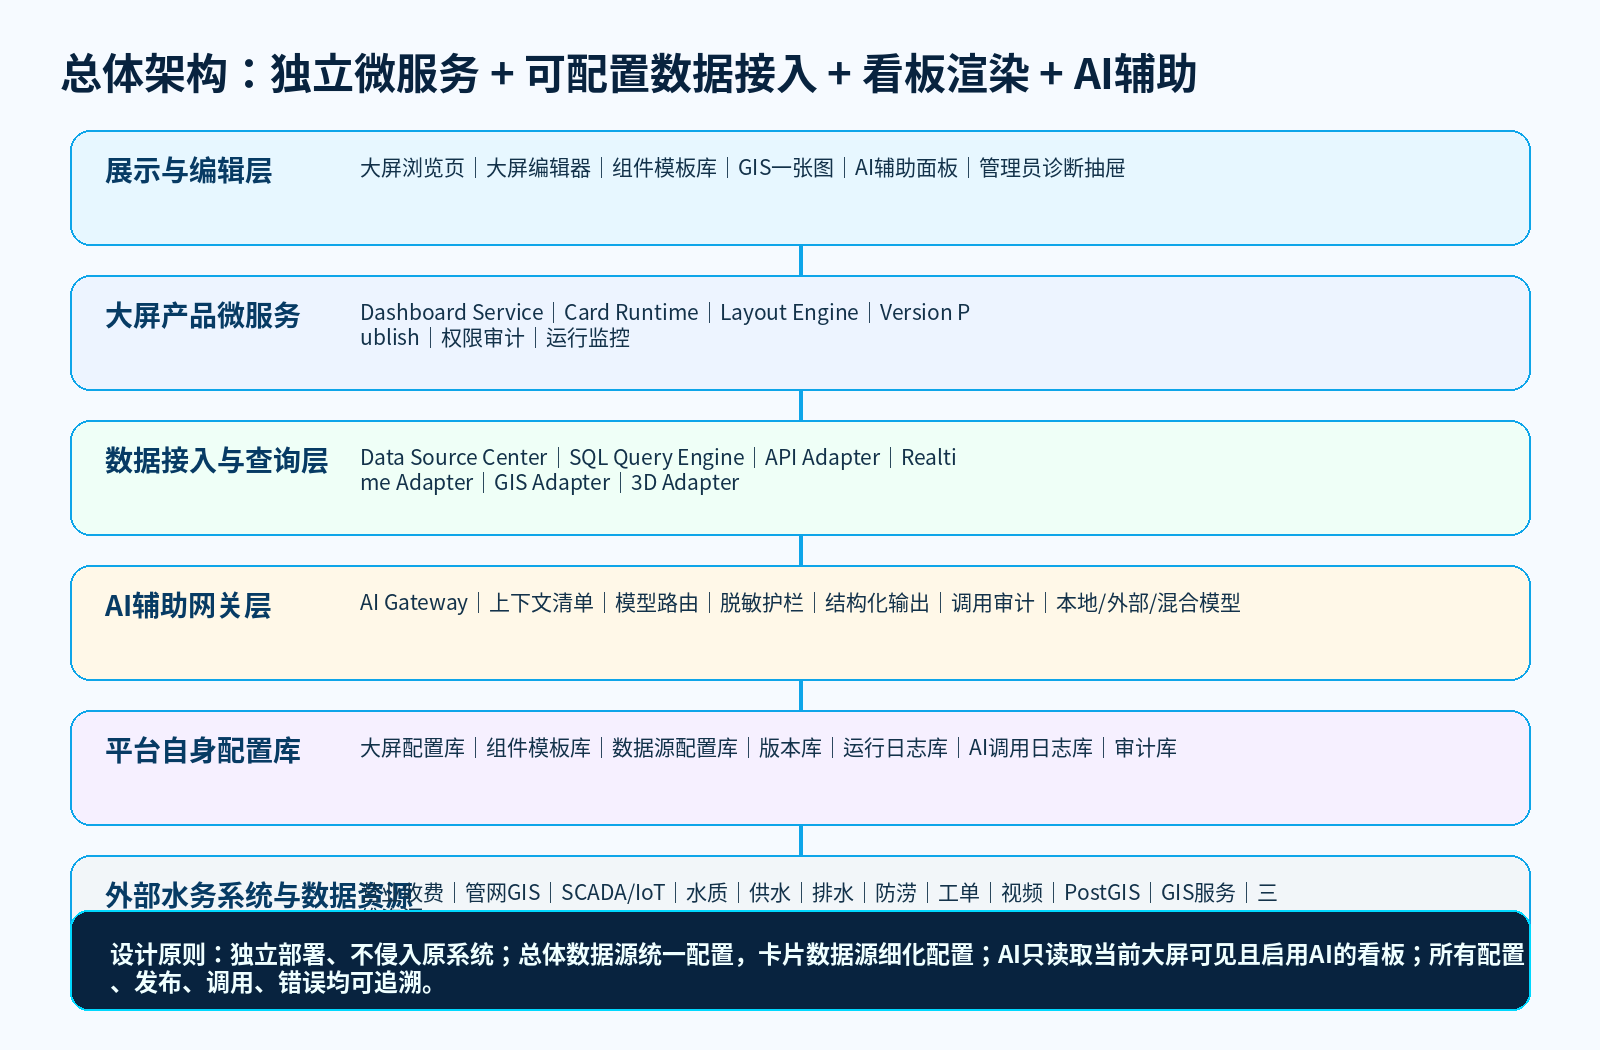 总体架构：独立微服务 + 可配置数据接入 + 看板渲染 + AI辅助
展示与编辑层
大屏浏览页｜大屏编辑器｜组件模板库｜GIS一张图｜AI辅助面板｜管理员诊断抽屉
大屏产品微服务
Dashboard Service｜Card Runtime｜Layout Engine｜Version P
ublish｜权限审计｜运行监控
数据接入与查询层
Data Source Center｜SQL Query Engine｜API Adapter｜Realti
me Adapter｜GIS Adapter｜3D Adapter
AI辅助网关层
AI Gateway｜上下文清单｜模型路由｜脱敏护栏｜结构化输出｜调用审计｜本地/外部/混合模型
平台自身配置库
大屏配置库｜组件模板库｜数据源配置库｜版本库｜运行日志库｜AI调用日志库｜审计库
外部水务系统与数据资源
收费｜管网GIS｜SCADA/IoT｜水质｜供水｜排水｜防涝｜工单｜视频｜PostGIS｜GIS服务｜三
设计原则：独立部署、不侵入原系统；总体数据源统一配置，卡片数据源细化配置；AI只读取当前大屏可见且启用AI的看板；所有配置
、发布、调用、错误均可追溯。